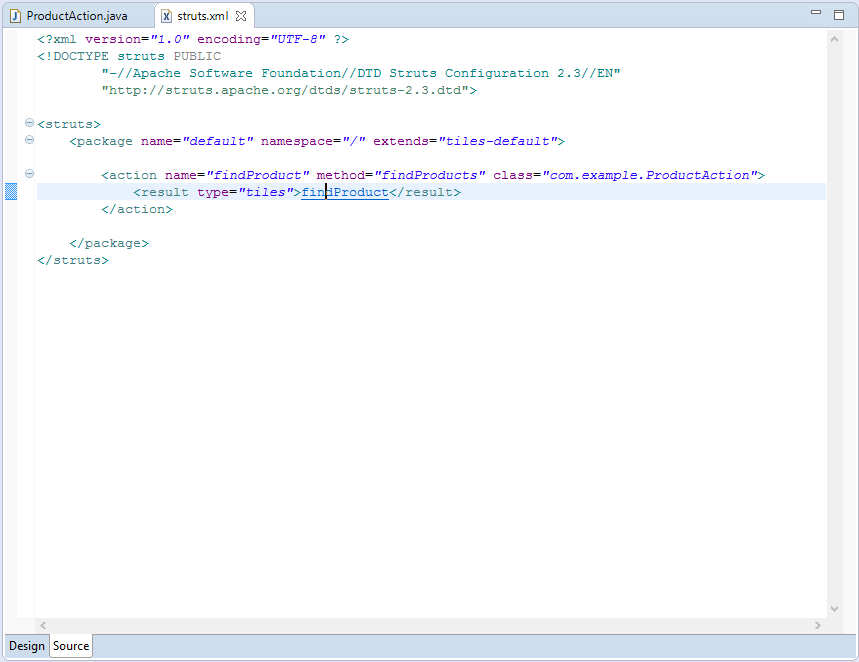 ProductAction.java struts.xml
<?xml version="1.0" encoding="UTF-8" ?>
<!DOCTYPE struts PUBLIC
"-//Apache Software Foundation//DTD Struts Configuration 2.3//EN"
"http://struts.apache.org/dtds/struts-2.3.dtd">
<struts>
<package name="default" namespace="/" extends="tiles-default">
<action name="findProduct" method="findProducts" class="com.example.ProductAction">
<result type="tiles">findProduct</result>
</action>
</package>
</struts>
Design Source